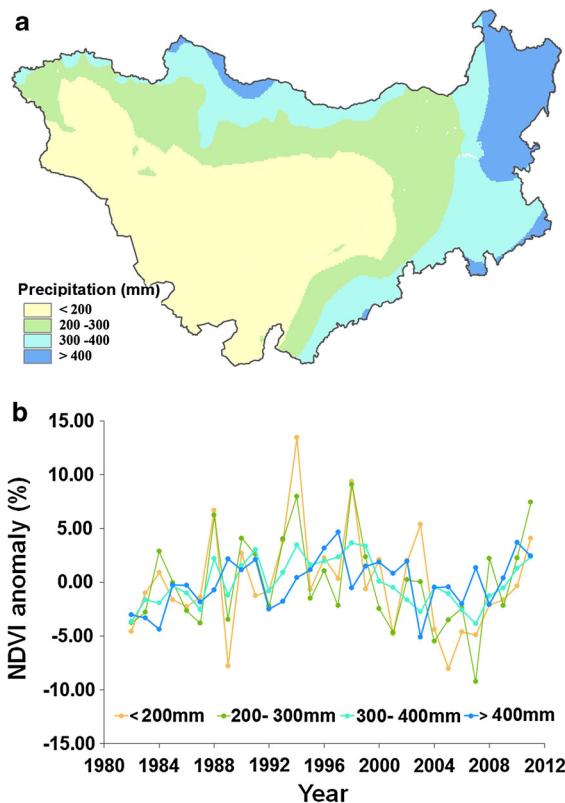 a
Precipitation (mm)
< 200
200 -300
300 -400
> 400
b
15.00
10.00
5.00
0.00
-5.00
-10.00
-15.00
NDVI anomaly (%)
< 200mm 200- 300mm 300- 400mm > 400mm
1980 1984 1988 1992 1996 2000 2004 2008 2012
Year